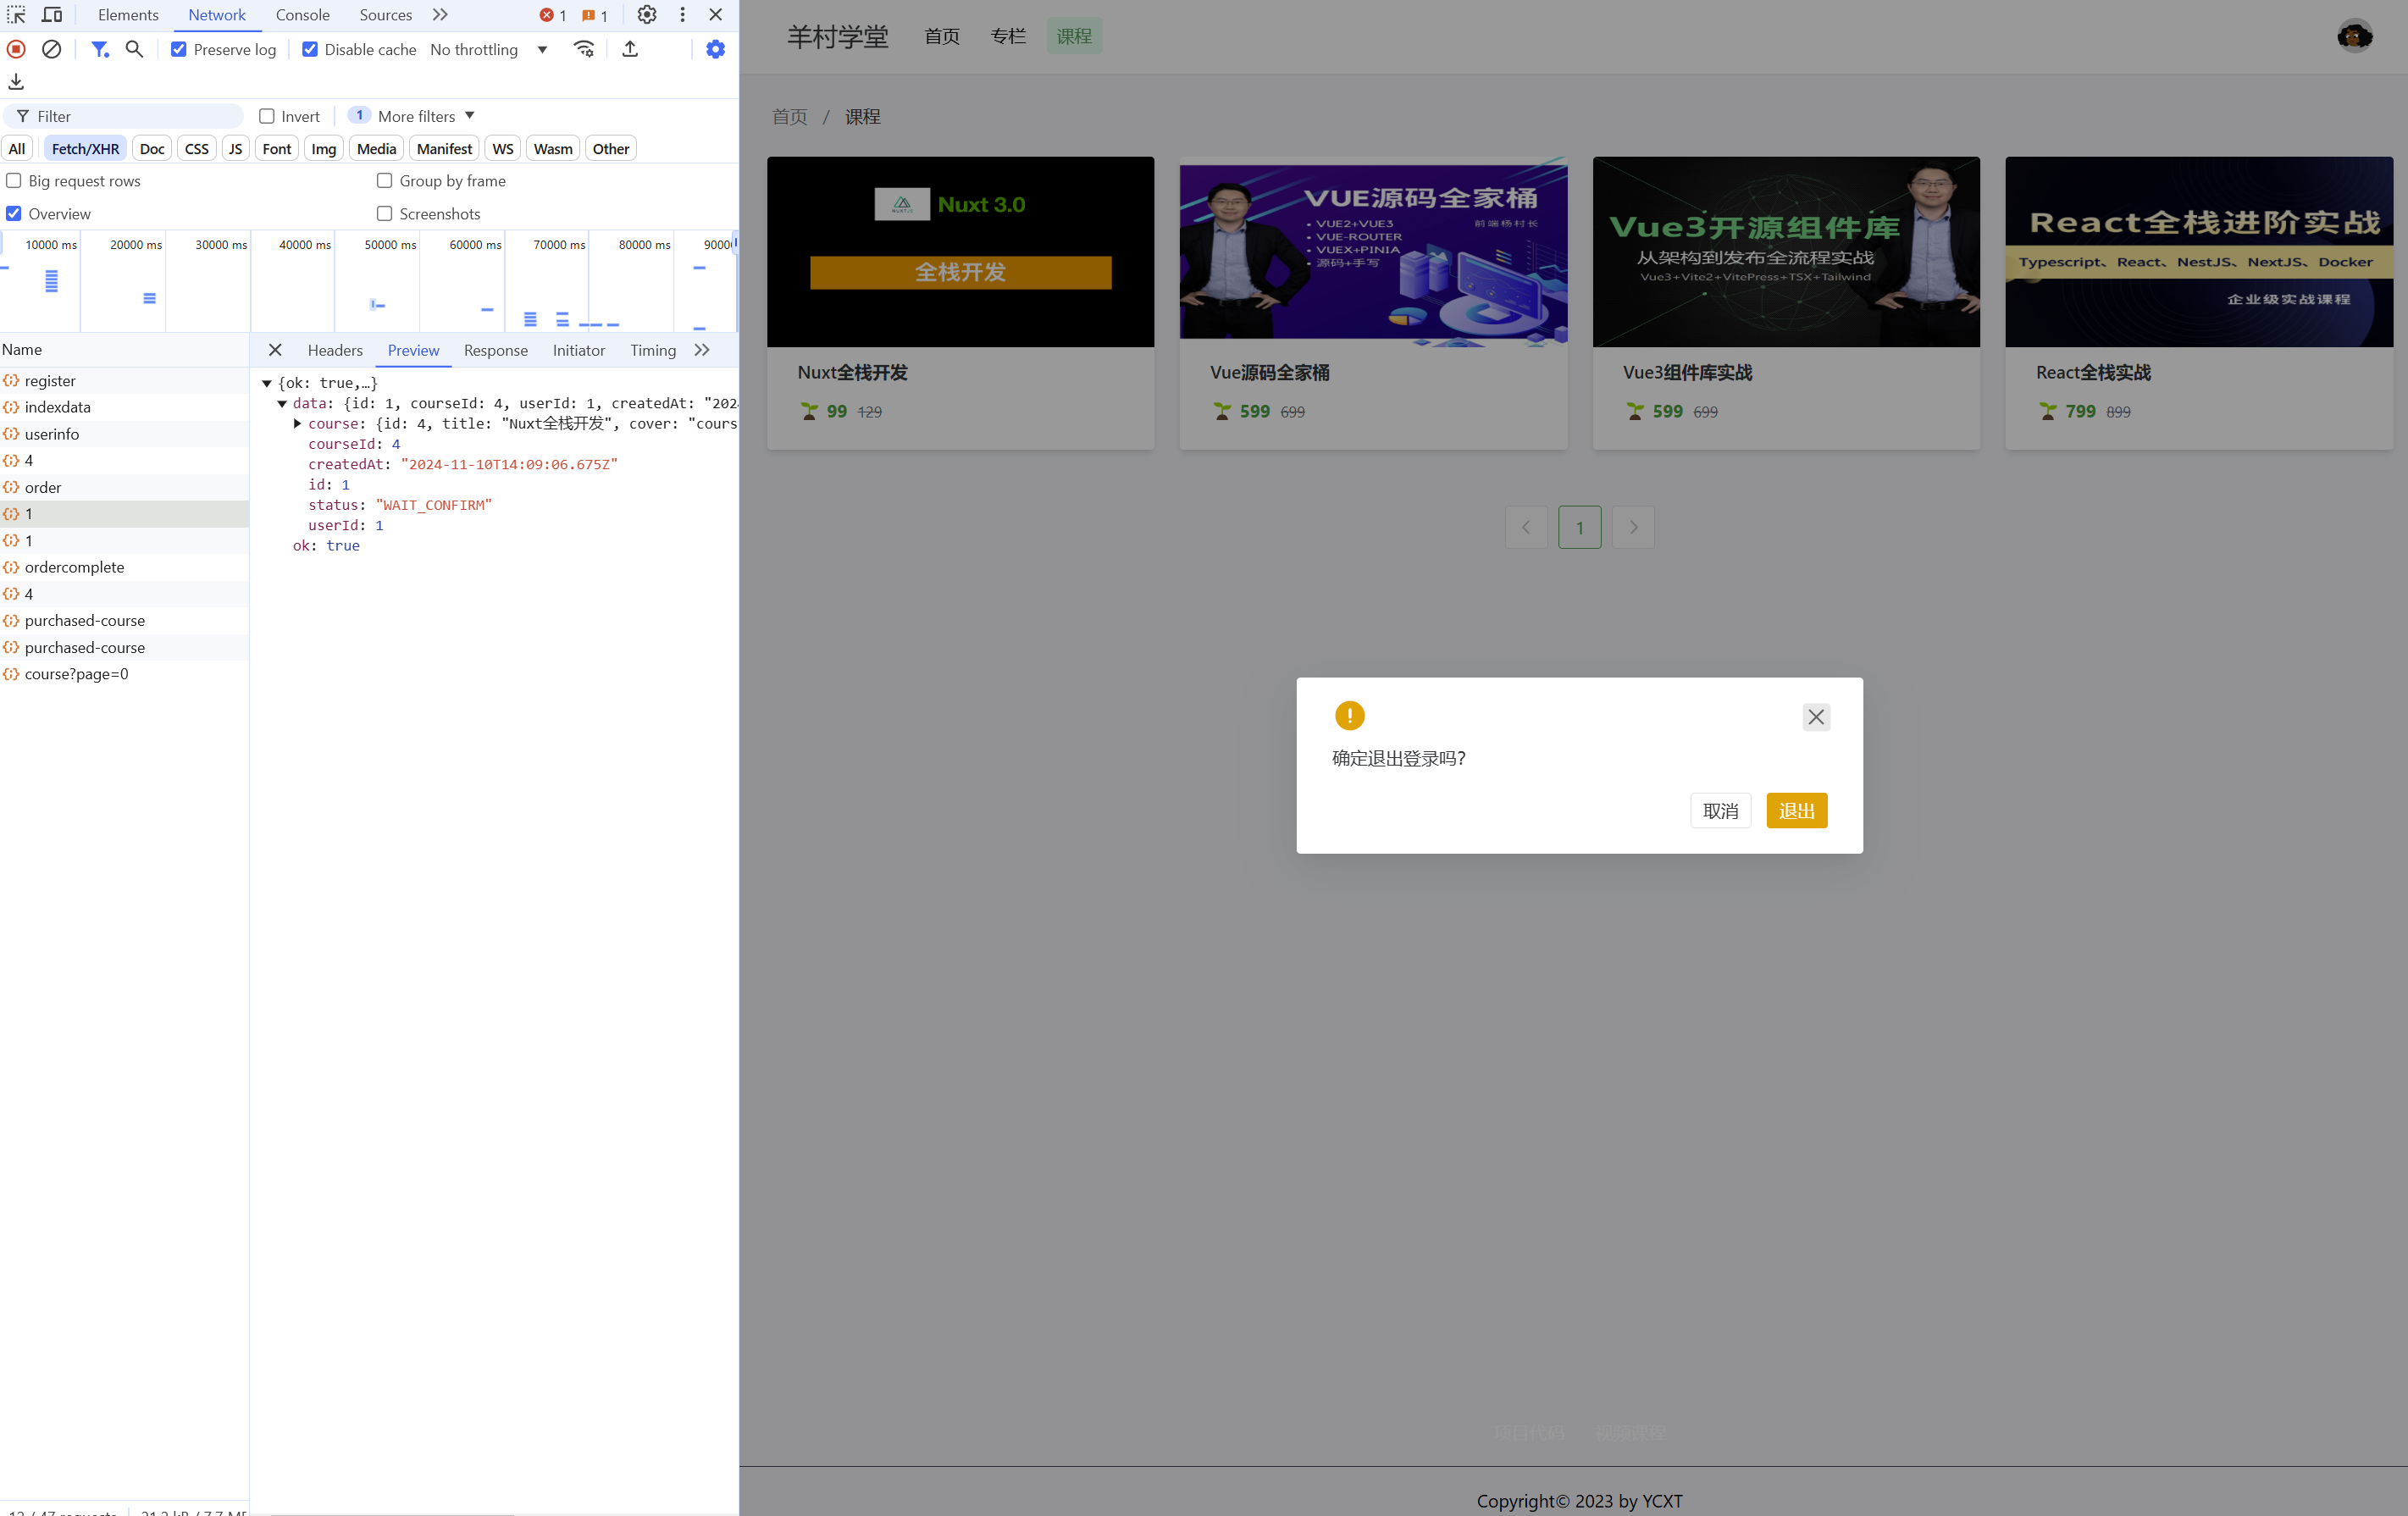 Elements Network Console Sources 1 1
Preserve log Disable cache No throttling
Filter Invert 1 More filters
All Fetch/XHR Doc CSS JS Font Img Media Manifest WS Wasm Other
Big request rows Group by frame
Overview Screenshots
10000 ms 20000 ms 30000 ms 40000 ms 50000 ms 60000 ms 70000 ms 80000 ms
Name
register
indexdata
userinfo
4
order
1
1
ordercomplete
4
purchased-course
purchased-course
course?page=0
Headers Preview Response Initiator Timing
{ok: true,…}
data: {id: 1, courseId: 4, userId: 1, createdAt: "202
course: {id: 4, title: "Nuxt全栈开发", cover: "cours
courseId: 4
createdAt: "2024-11-10T14:09:06.675Z"
id: 1
status: "WAIT_CONFIRM"
userId: 1
ok: true
羊村学堂 首页 专栏 课程
首页 / 课程
NUXTJS Nuxt 3.0
全栈开发
Nuxt全栈开发
99 129
VUE源码全家桶
• VUE2+VUE3 前端杨村长
• VUE-ROUTER
• VUEX+PINIA
• 源码+手写
Vue源码全家桶
599 699
Vue3开源组件库
从架构到发布全流程实战
Vue3+Vite2+VitePress+TSX+Tailwind
Vue3组件库实战
599 699
React全栈进阶实战
Typescript、React、NestJS、NextJS、Docker
企业级实战课程
React全栈实战
799 899
1
确定退出登录吗?
取消 退出
项目代码 视频课程
Copyright© 2023 by YCXT